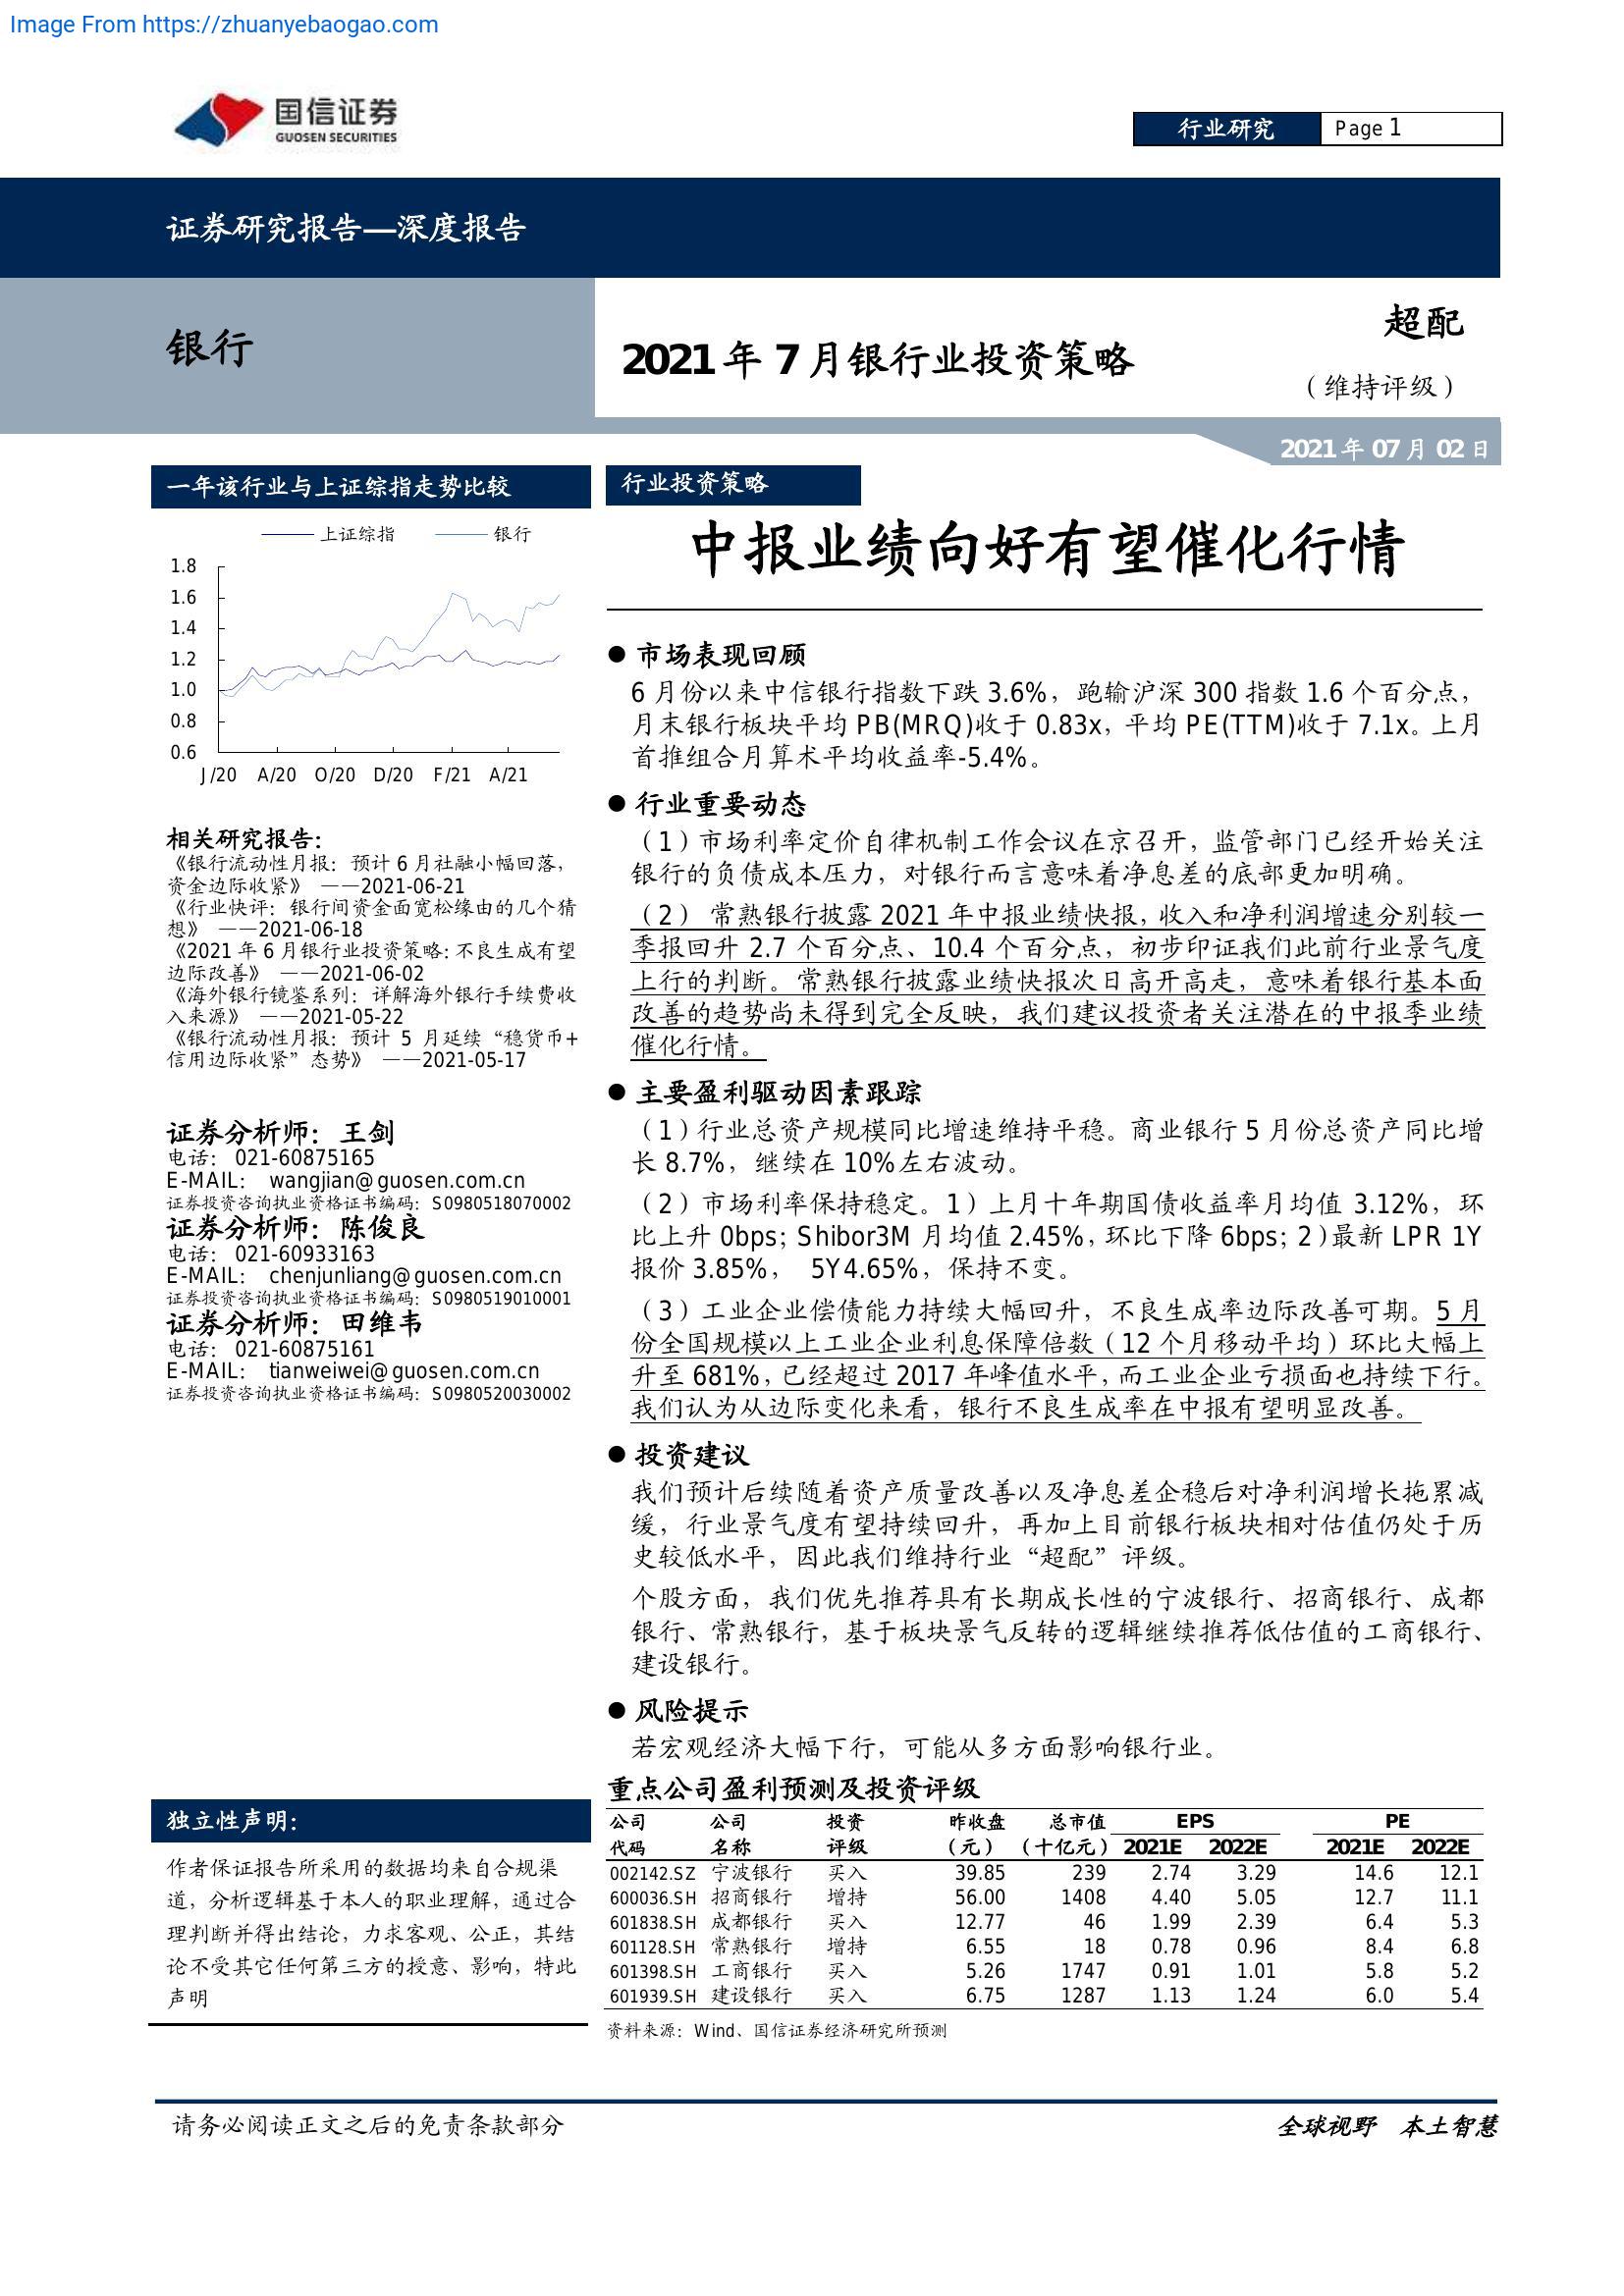 Image From https://zhuanyebaogao.com
国信证券
GUOSEN SECURITIES
行业研究
Page 1
证券研究报告—深度报告
银行
2021 年 7 月银行业投资策略
超配
（维持评级）
2021 年 07 月 02 日
一年该行业与上证综指走势比较
上证综指 银行
1.8
1.6
1.4
1.2
1.0
0.8
0.6
J/20 A/20 O/20 D/20 F/21 A/21
相关研究报告：
《银行流动性月报：预计 6 月社融小幅回落，
资金边际收紧》 ——2021-06-21
《行业快评：银行间资金面宽松缘由的几个猜
想》 ——2021-06-18
《2021 年 6 月银行业投资策略：不良生成有望
边际改善》 ——2021-06-02
《海外银行镜鉴系列：详解海外银行手续费收
入来源》 ——2021-05-22
《银行流动性月报：预计 5 月延续“稳货币+
信用边际收紧”态势》 ——2021-05-17
证券分析师：王剑
电话： 021-60875165
E-MAIL： wangjian@guosen.com.cn
证券投资咨询执业资格证书编码：S0980518070002
证券分析师：陈俊良
电话： 021-60933163
E-MAIL： chenjunliang@guosen.com.cn
证券投资咨询执业资格证书编码：S0980519010001
证券分析师：田维韦
电话： 021-60875161
E-MAIL： tianweiwei@guosen.com.cn
证券投资咨询执业资格证书编码：S0980520030002
独立性声明：
作者保证报告所采用的数据均来自合规渠
道，分析逻辑基于本人的职业理解，通过合
理判断并得出结论，力求客观、公正，其结
论不受其它任何第三方的授意、影响，特此
声明
行业投资策略
中报业绩向好有望催化行情
● 市场表现回顾
6 月份以来中信银行指数下跌 3.6%，跑输沪深 300 指数 1.6 个百分点，
月末银行板块平均 PB(MRQ)收于 0.83x，平均 PE(TTM)收于 7.1x。上月
首推组合月算术平均收益率-5.4%。
● 行业重要动态
（1）市场利率定价自律机制工作会议在京召开，监管部门已经开始关注
银行的负债成本压力，对银行而言意味着净息差的底部更加明确。
（2） 常熟银行披露 2021 年中报业绩快报，收入和净利润增速分别较一
季报回升 2.7 个百分点、10.4 个百分点，初步印证我们此前行业景气度
上行的判断。常熟银行披露业绩快报次日高开高走，意味着银行基本面
改善的趋势尚未得到完全反映，我们建议投资者关注潜在的中报季业绩
催化行情。
● 主要盈利驱动因素跟踪
（1）行业总资产规模同比增速维持平稳。商业银行 5 月份总资产同比增
长 8.7%，继续在 10%左右波动。
（2）市场利率保持稳定。1）上月十年期国债收益率月均值 3.12%，环
比上升 0bps；Shibor3M 月均值 2.45%，环比下降 6bps；2）最新 LPR 1Y
报价 3.85%， 5Y4.65%，保持不变。
（3）工业企业偿债能力持续大幅回升，不良生成率边际改善可期。5 月
份全国规模以上工业企业利息保障倍数（12 个月移动平均）环比大幅上
升至 681%，已经超过 2017 年峰值水平，而工业企业亏损面也持续下行。
我们认为从边际变化来看，银行不良生成率在中报有望明显改善。
● 投资建议
我们预计后续随着资产质量改善以及净息差企稳后对净利润增长拖累减
缓，行业景气度有望持续回升，再加上目前银行板块相对估值仍处于历
史较低水平，因此我们维持行业“超配”评级。
个股方面，我们优先推荐具有长期成长性的宁波银行、招商银行、成都
银行、常熟银行，基于板块景气反转的逻辑继续推荐低估值的工商银行、
建设银行。
● 风险提示
若宏观经济大幅下行，可能从多方面影响银行业。
重点公司盈利预测及投资评级
公司 公司 投资 昨收盘 总市值 EPS PE
代码 名称 评级 （元） （十亿元） 2021E 2022E 2021E 2022E
002142.SZ 宁波银行 买入 39.85 239 2.74 3.29 14.6 12.1
600036.SH 招商银行 增持 56.00 1408 4.40 5.05 12.7 11.1
601838.SH 成都银行 买入 12.77 46 1.99 2.39 6.4 5.3
601128.SH 常熟银行 增持 6.55 18 0.78 0.96 8.4 6.8
601398.SH 工商银行 买入 5.26 1747 0.91 1.01 5.8 5.2
601939.SH 建设银行 买入 6.75 1287 1.13 1.24 6.0 5.4
资料来源：Wind、国信证券经济研究所预测
请务必阅读正文之后的免责条款部分
全球视野 本土智慧